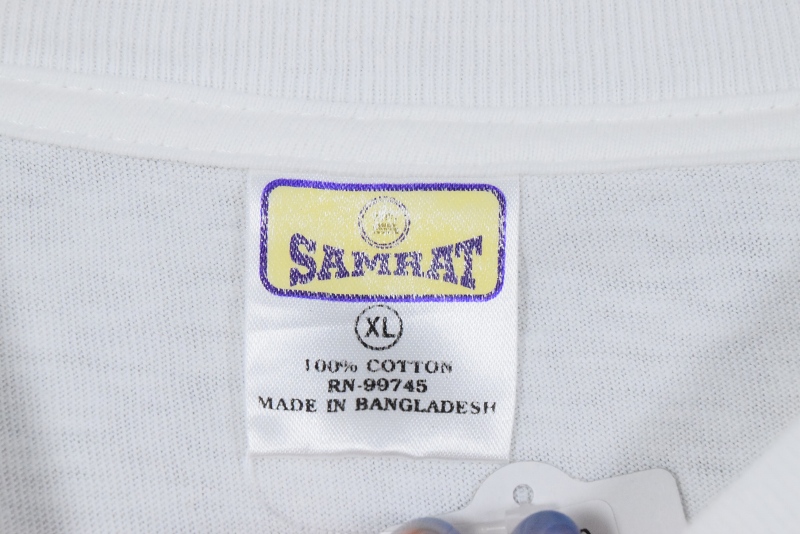 SAMRAT
XL
100% COTTON
RN-99745
MADE IN BANGLADESH